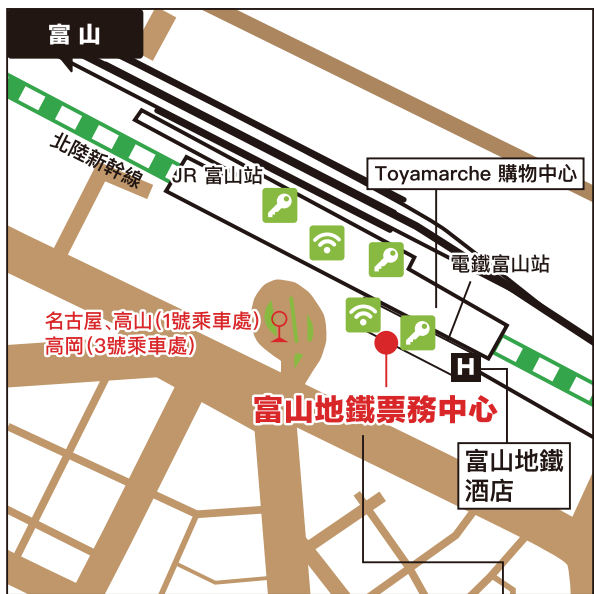 富山
北陸新幹線
JR 富山站
Toyamarche 購物中心
電鐵富山站
名古屋、高山(1號乘車處)
高岡(3號乘車處)
富山地鐵票務中心
H
富山地鐵
酒店